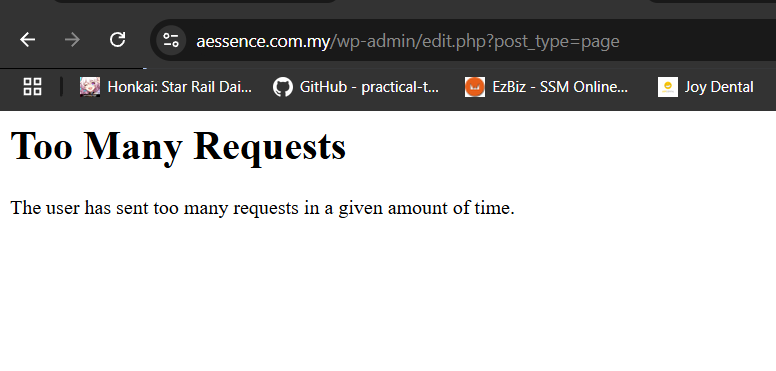 aessence.com.my/wp-admin/edit.php?post_type=page
Honkai: Star Rail Dai... GitHub - practical-t... EzBiz - SSM Online... Joy Dental
Too Many Requests
The user has sent too many requests in a given amount of time.